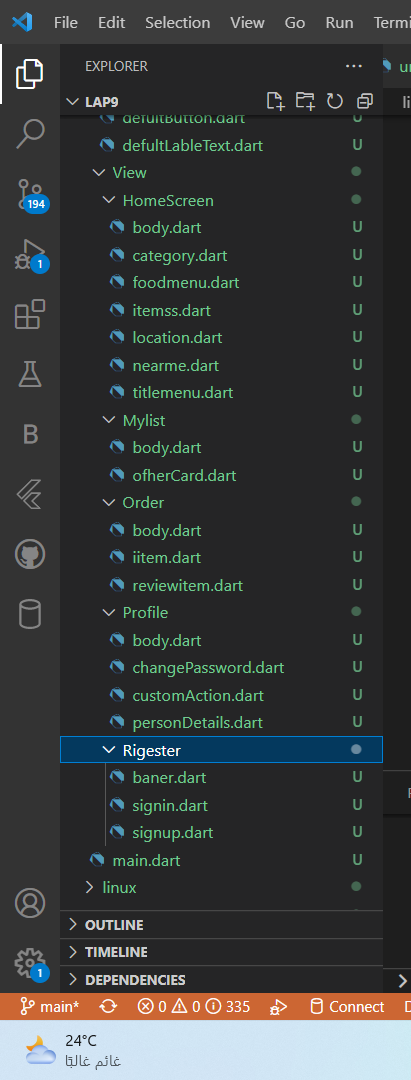 File Edit Selection View Go Run
EXPLORER ...
LAP9
defultButton.dart U
defultLableText.dart U
View
HomeScreen
194
body.dart U
category.dart U
1
foodmenu.dart U
itemss.dart U
location.dart U
nearme.dart U
titlemenu.dart U
Mylist
B
body.dart U
ofherCard.dart U
Order
body.dart U
iitem.dart U
reviewitem.dart U
Profile
body.dart U
changePassword.dart U
customAction.dart U
personDetails.dart U
Rigester
baner.dart U
signin.dart U
signup.dart U
main.dart U
linux
OUTLINE
TIMELINE
1
DEPENDENCIES
main* 0 0 335 Connect
24°C
غائم غالبًا